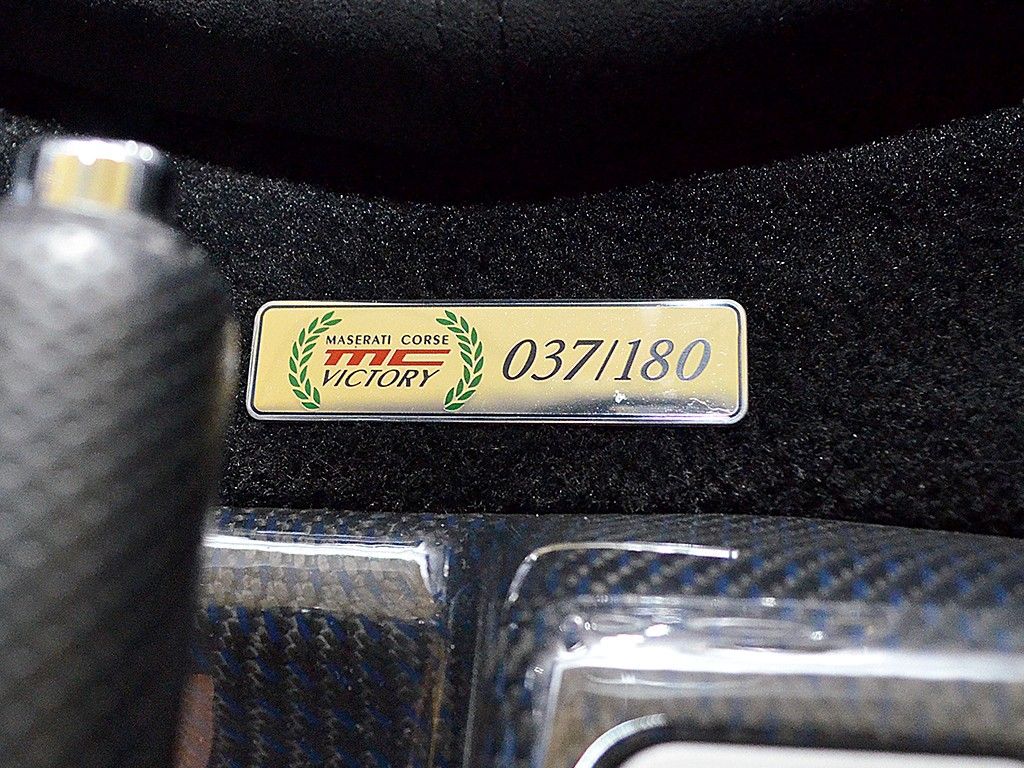 MASERATI CORSE
MC
VICTORY
037/180